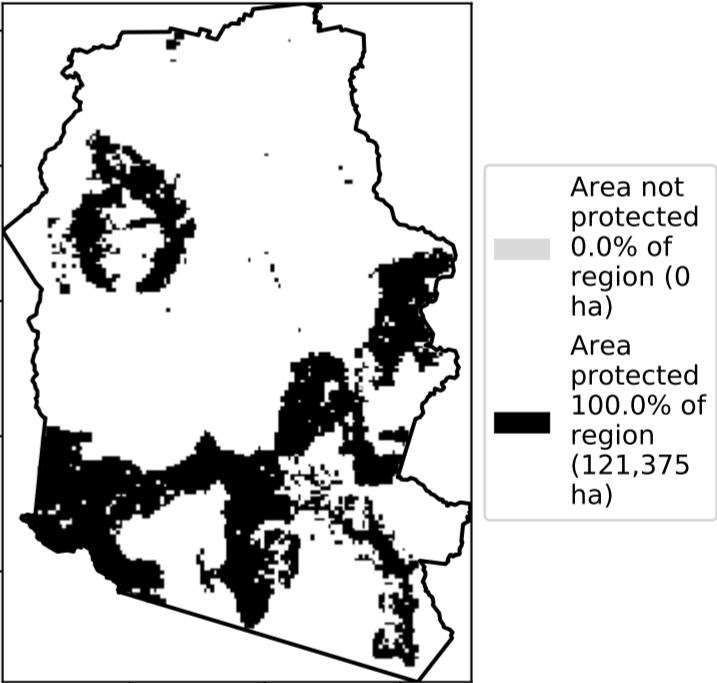 Area not
protected
0.0% of
region (0
ha)
Area
protected
100.0% of
region
(121,375
ha)